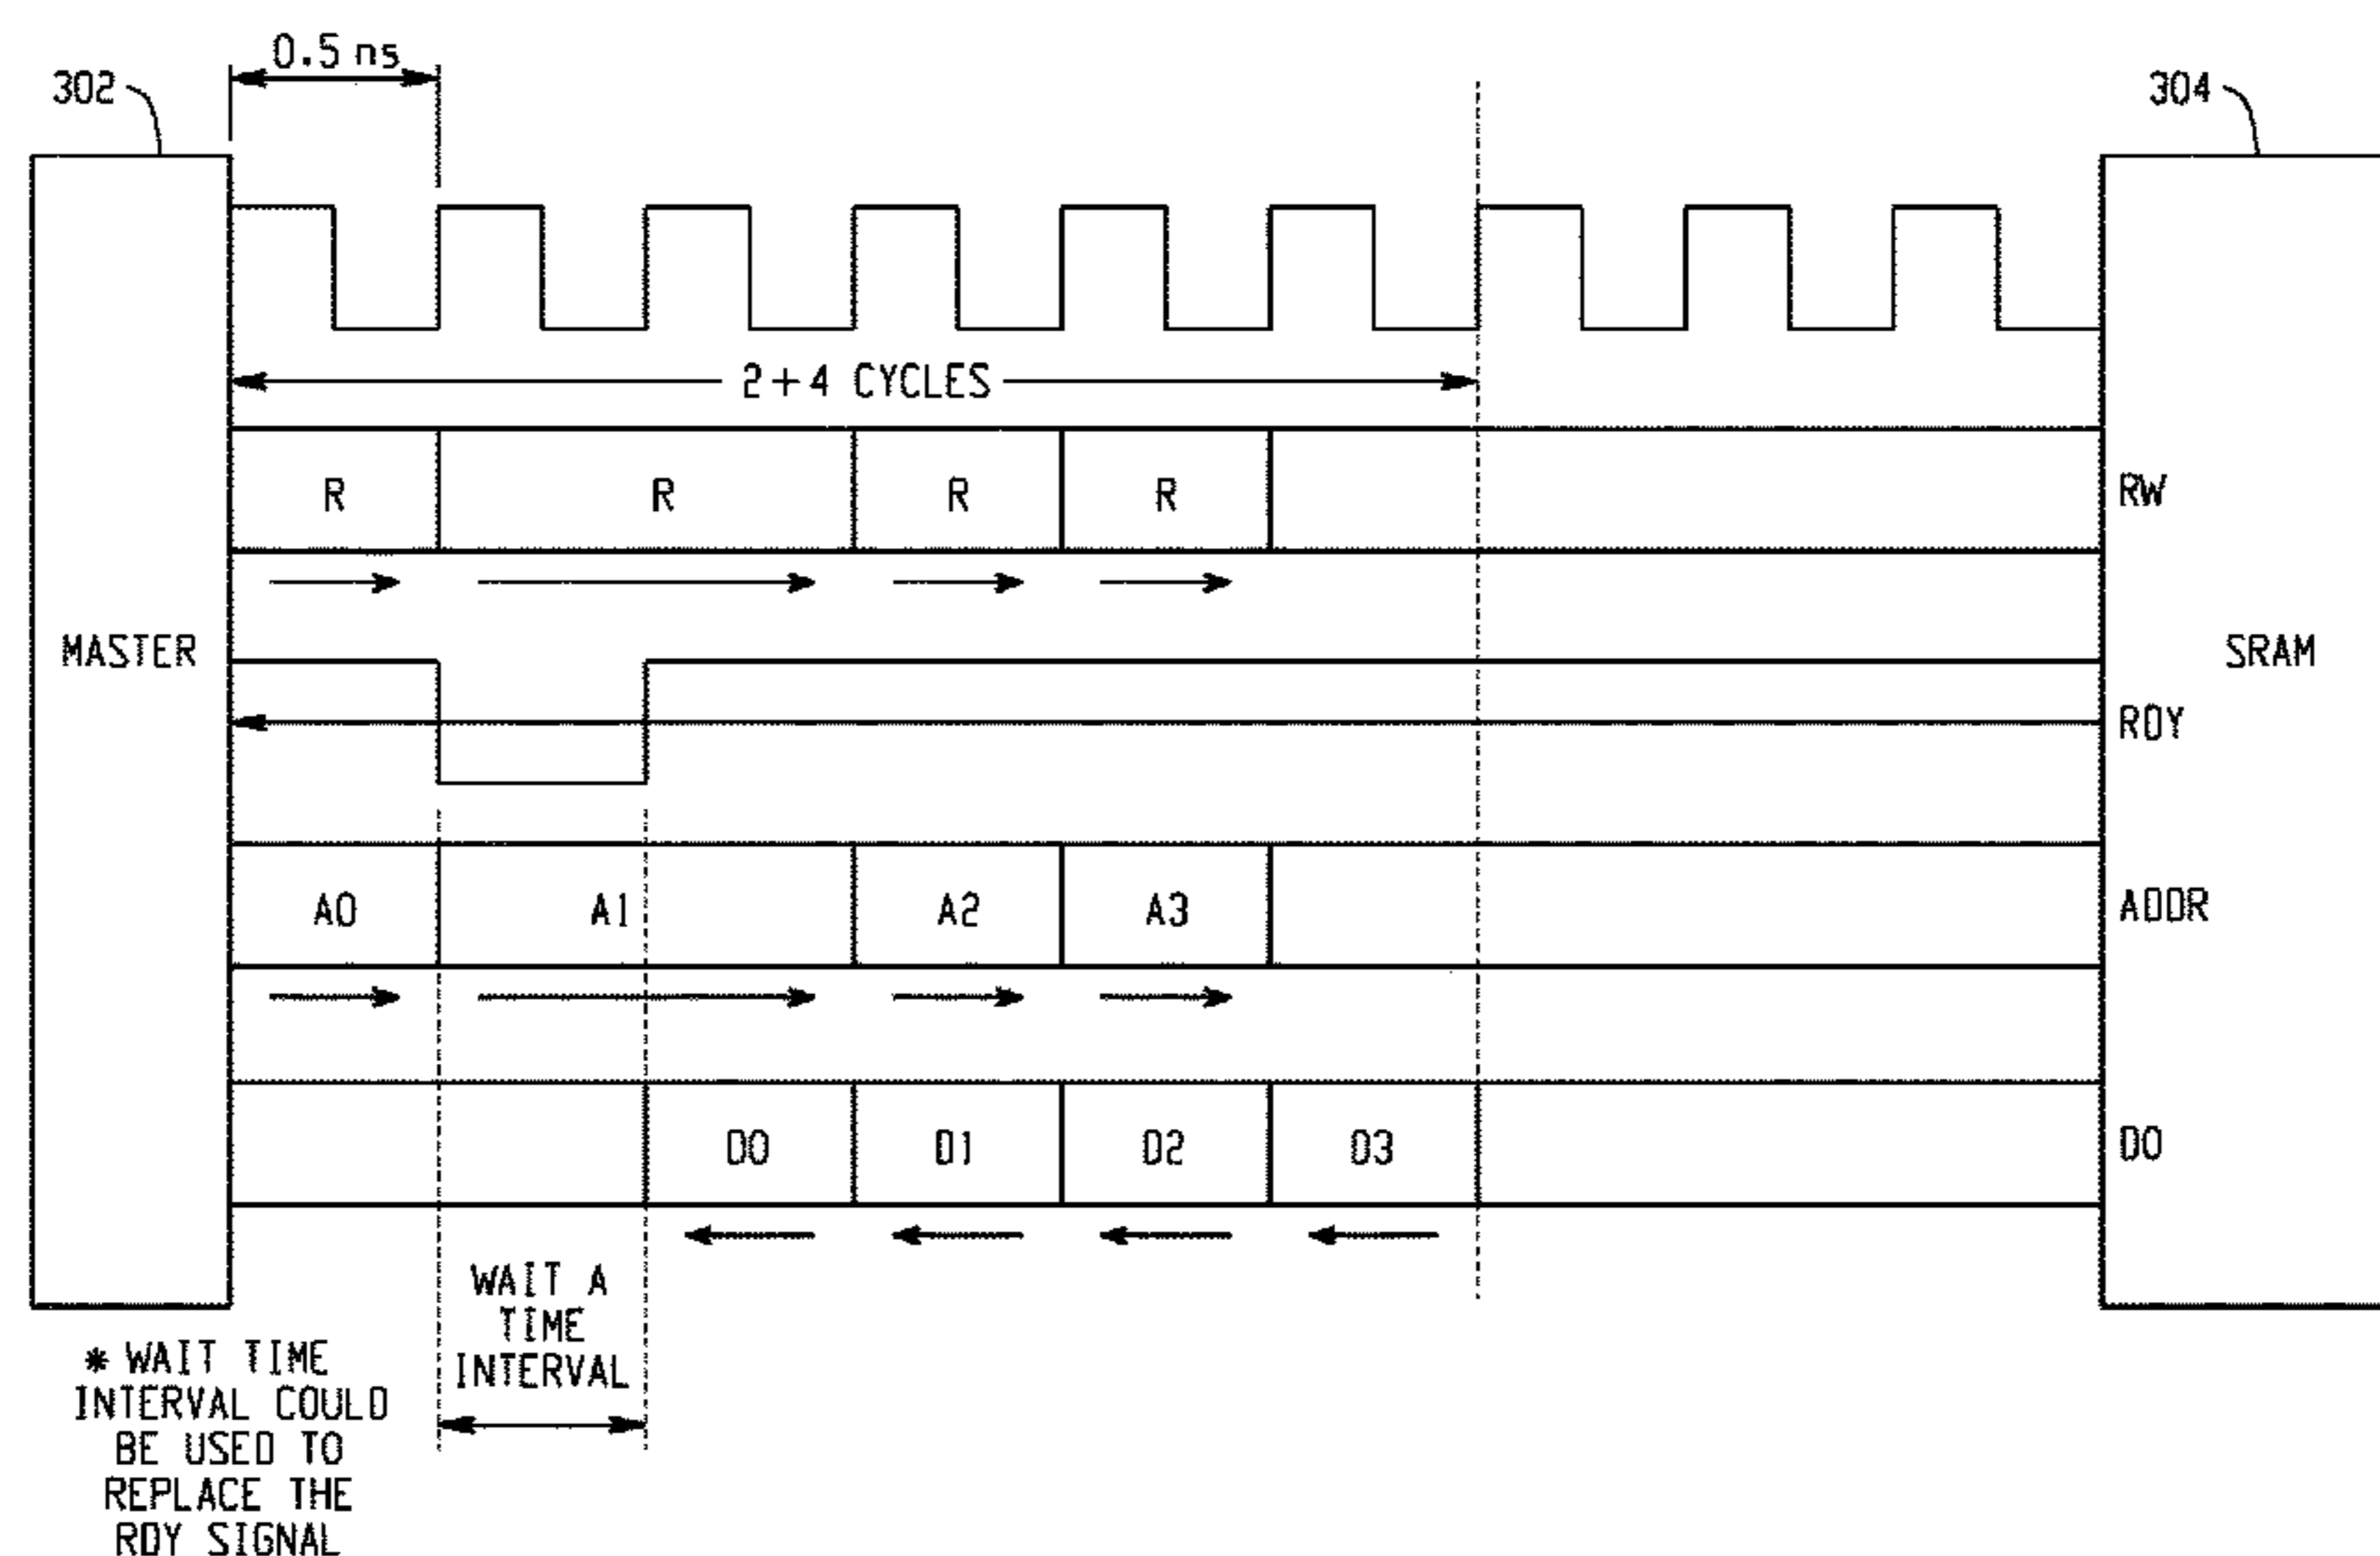 0.5 ns
302
304
2+4 CYCLES
R
R
R
R
RW
MASTER
SRAM
RDY
A0
A1
A2
A3
ADDR
D0
D1
D2
D3
DO
WAIT A
TIME
INTERVAL
* WAIT TIME
INTERVAL COULD
BE USED TO
REPLACE THE
RDY SIGNAL